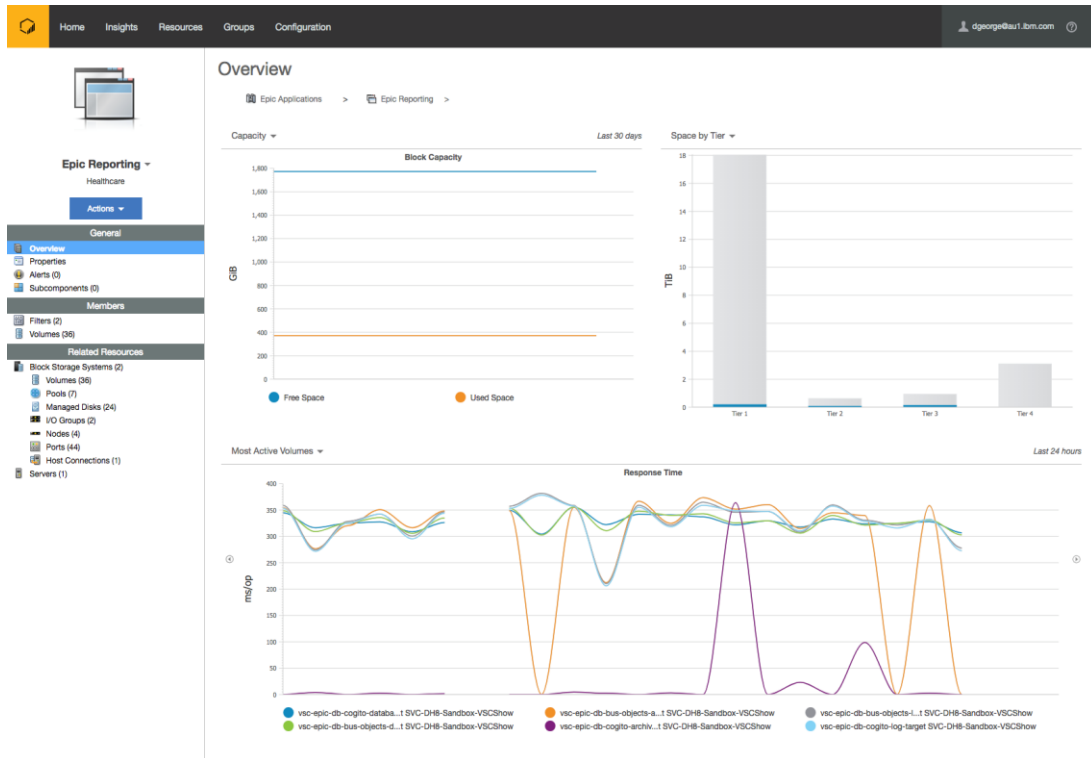 Home Insights Resources Groups Configuration dgeorge@au1.ibm.com ?
Epic Reporting
Healthcare
Actions
General
Overview
Properties
Alerts (0)
Subcomponents (0)
Members
Filters (2)
Volumes (36)
Related Resources
Block Storage Systems (2)
Volumes (36)
Pools (7)
Managed Disks (24)
I/O Groups (2)
Nodes (4)
Ports (44)
Host Connections (1)
Servers (1)
Overview
Epic Applications > Epic Reporting >
Capacity Last 30 days
Block Capacity
1,800
1,600
1,400
1,200
1,000
800
600
400
200
0
GiB
Free Space Used Space
Space by Tier
18
16
14
12
10
8
6
4
2
0
TiB
Tier 1 Tier 2 Tier 3 Tier 4
Most Active Volumes Last 24 hours
Response Time
400
350
300
250
200
150
100
50
0
ms/op
vsc-epic-db-cogito-databa...t SVC-DH8-Sandbox-VSCShow vsc-epic-db-bus-objects-a...t SVC-DH8-Sandbox-VSCShow vsc-epic-db-bus-objects-l...t SVC-DH8-Sandbox-VSCShow
vsc-epic-db-bus-objects-d...t SVC-DH8-Sandbox-VSCShow vsc-epic-db-cogito-archiv...t SVC-DH8-Sandbox-VSCShow vsc-epic-db-cogito-log-target SVC-DH8-Sandbox-VSCShow